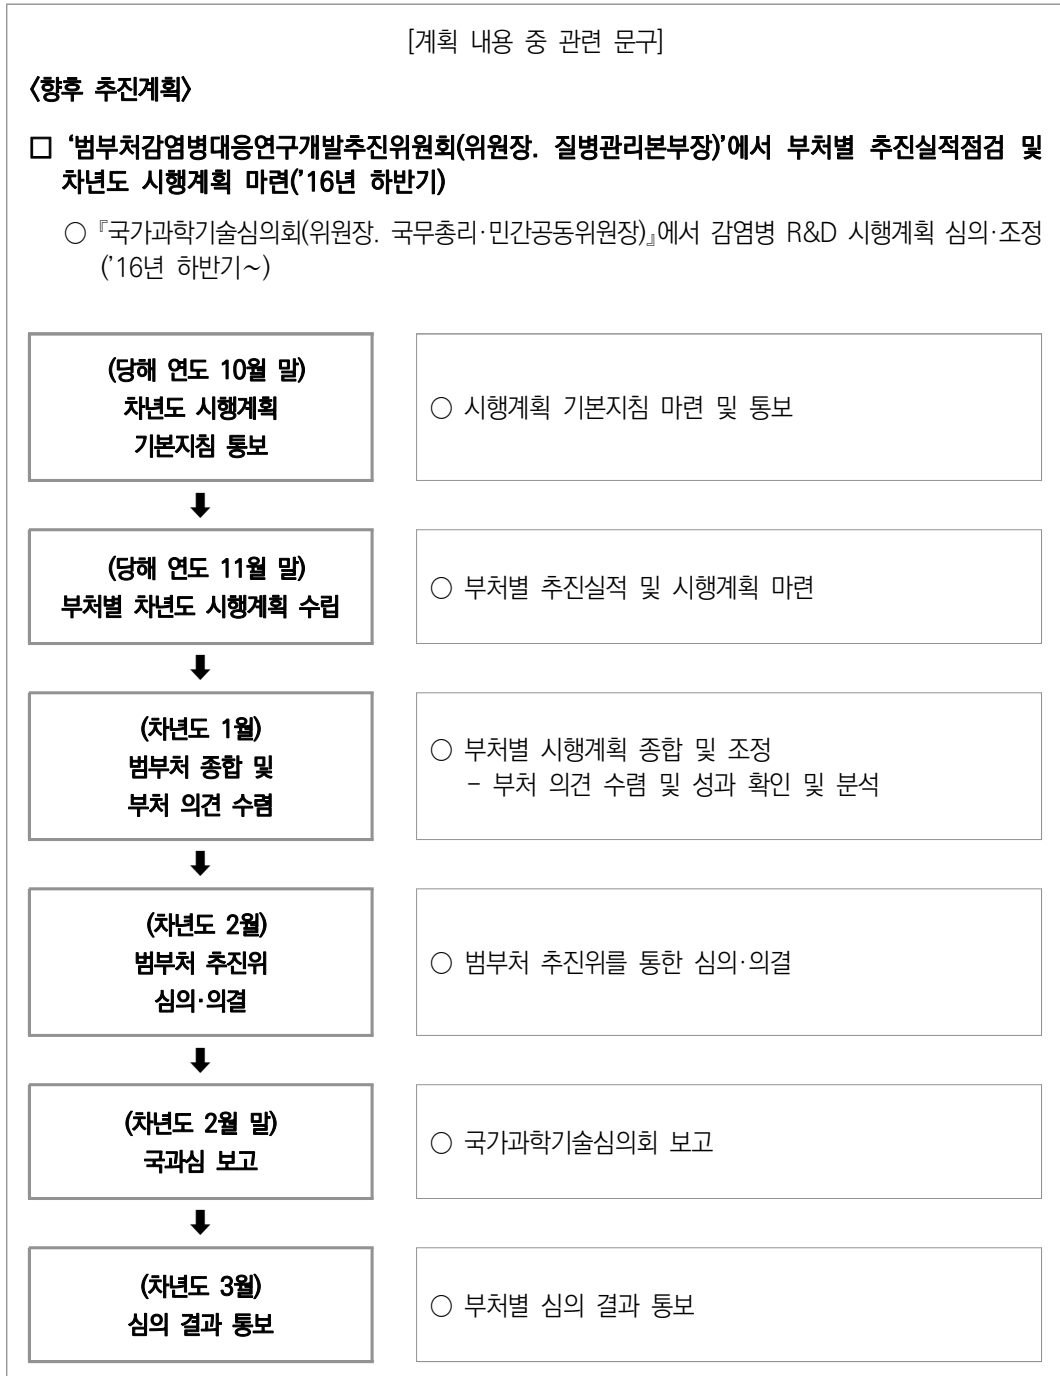 [계획 내용 중 관련 문구]
<향후 추진계획>
□ ‘범부처감염병대응연구개발추진위원회(위원장. 질병관리본부장)’에서 부처별 추진실적점검 및
차년도 시행계획 마련(’16년 하반기)
○ 『국가과학기술심의회(위원장. 국무총리·민간공동위원장)』에서 감염병 R&D 시행계획 심의·조정
(’16년 하반기~)
(당해 연도 10월 말)
차년도 시행계획
기본지침 통보
○ 시행계획 기본지침 마련 및 통보
(당해 연도 11월 말)
부처별 차년도 시행계획 수립
○ 부처별 추진실적 및 시행계획 마련
(차년도 1월)
범부처 종합 및
부처 의견 수렴
○ 부처별 시행계획 종합 및 조정
- 부처 의견 수렴 및 성과 확인 및 분석
(차년도 2월)
범부처 추진위
심의·의결
○ 범부처 추진위를 통한 심의·의결
(차년도 2월 말)
국과심 보고
○ 국가과학기술심의회 보고
(차년도 3월)
심의 결과 통보
○ 부처별 심의 결과 통보